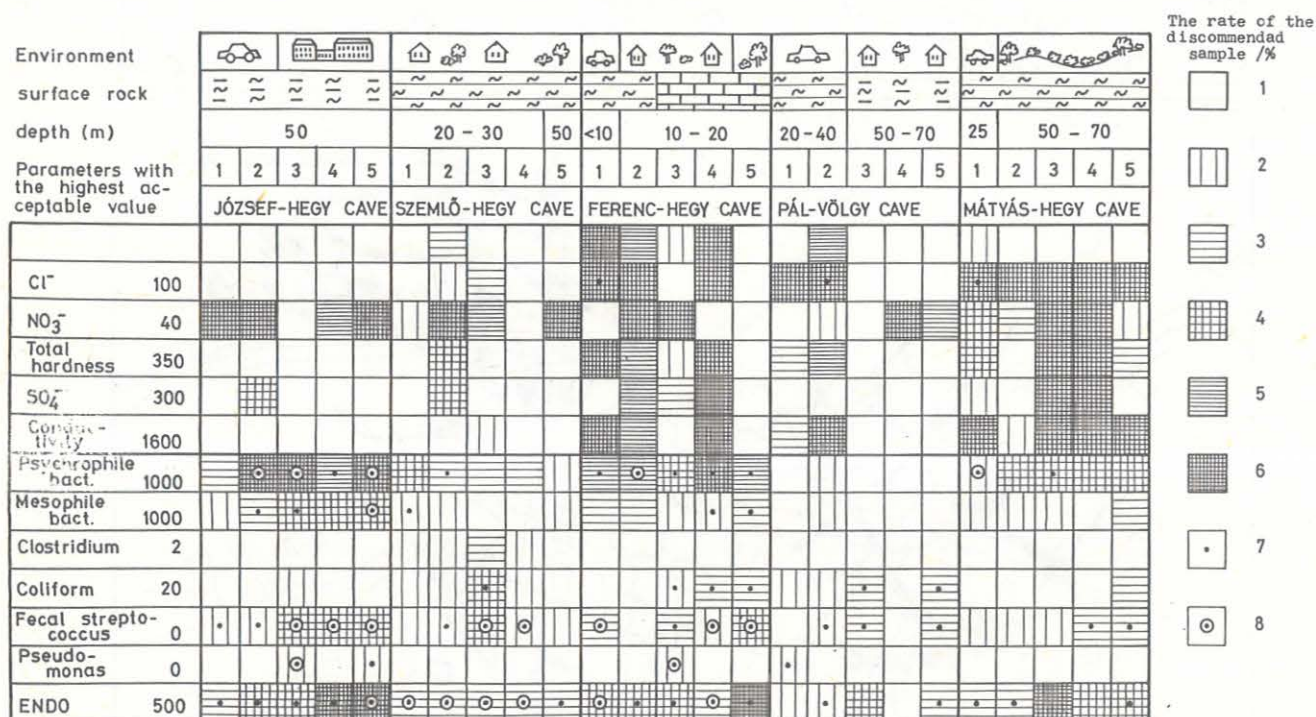 The rate of the
discommendad
sample /%
Environment
surface rock
depth (m) 50 20 - 30 50 <10 10 - 20 20-40 50-70 25 50 - 70
Parameters with
the highest ac-
ceptable value
1 2 3 4 5 1 2 3 4 5 1 2 3 4 5 1 2 3 4 5 1 2 3 4 5
JÓZSEF-HEGY CAVE SZEMLŐ-HEGY CAVE FERENC-HEGY CAVE PÁL-VÖLGY CAVE MÁTYÁS-HEGY CAVE
Cl⁻ 100
NO₃⁻ 40
Total
hardness 350
SO₄⁻ 300
Conduc-
tivity 1600
Psychrophile
bact. 1000
Mesophile
bact. 1000
Clostridium 2
Coliform 20
Fecal strepto-
coccus 0
Pseudo-
monas 0
ENDO 500
1
2
3
4
5
6
7
8